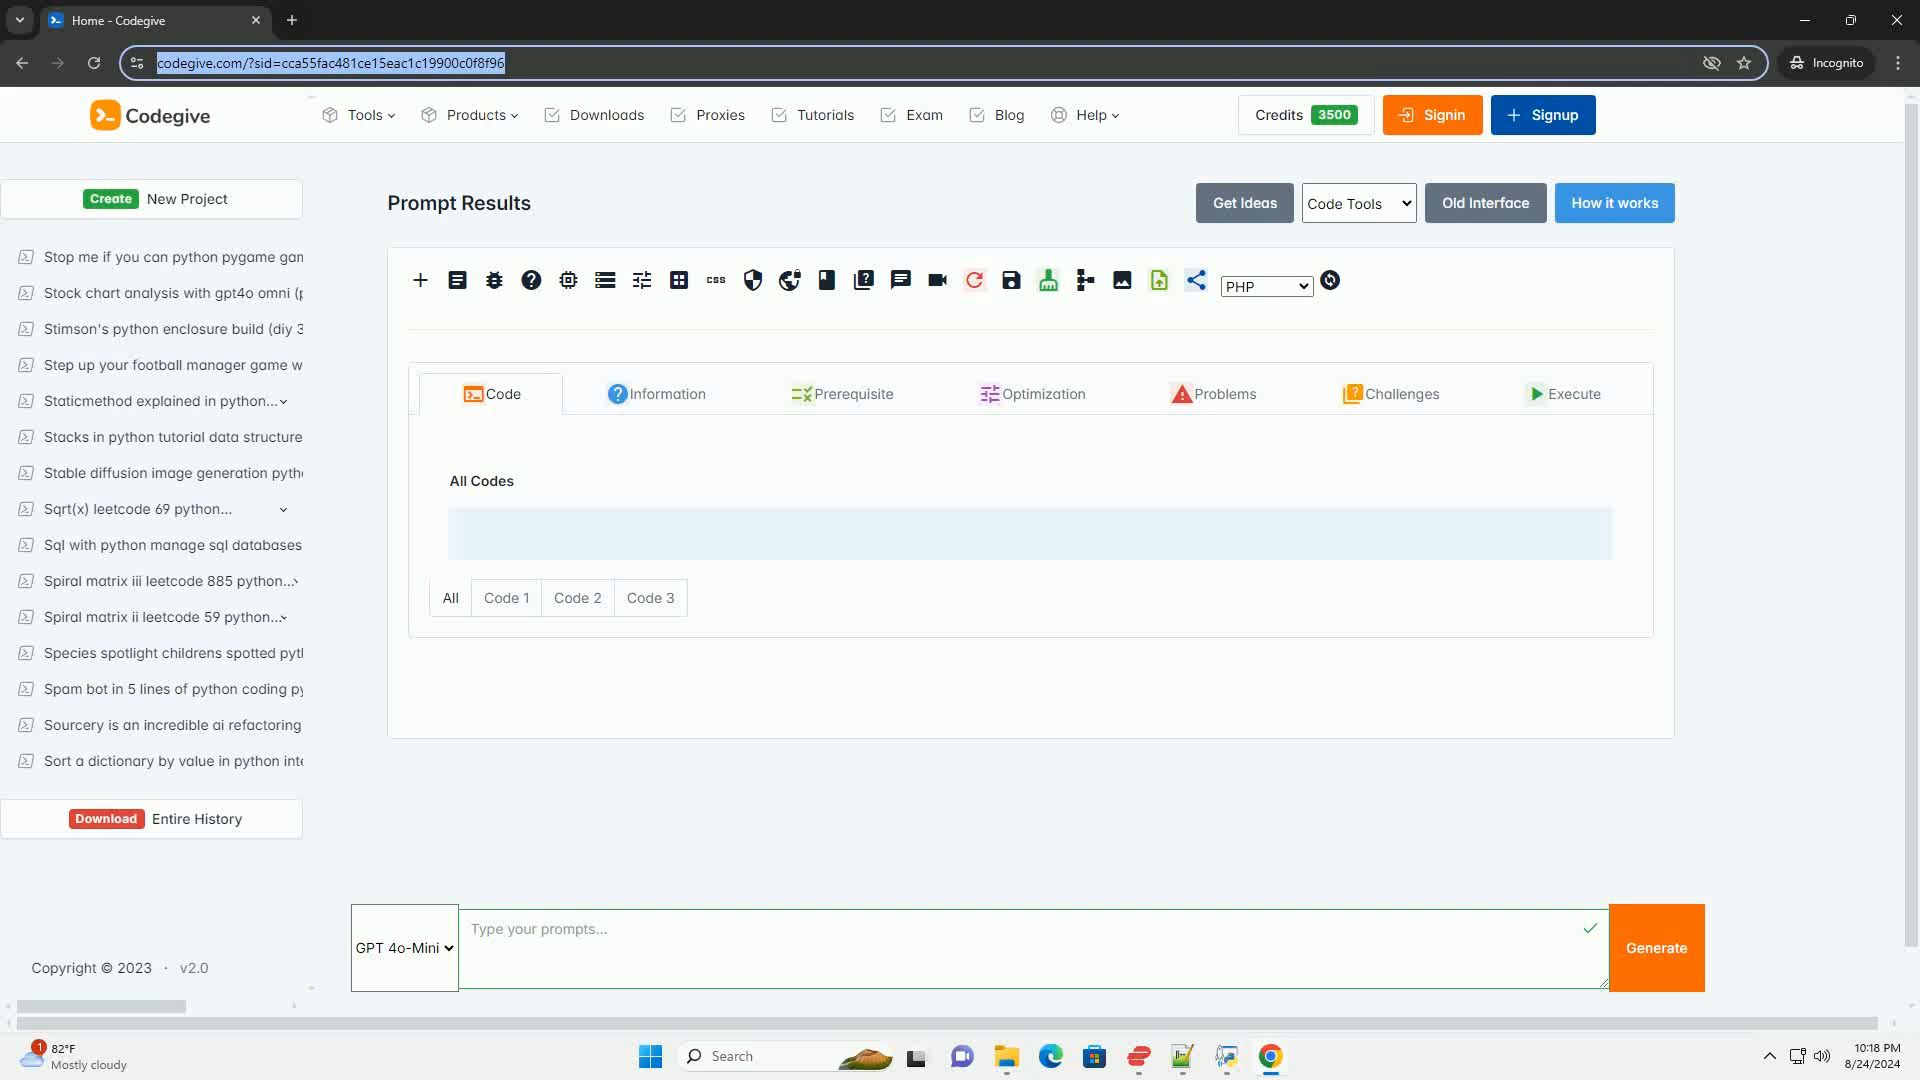 Home - Codegive
codegive.com/?sid=cca55fac481ce15eac1c19900c0f8f96
Incognito
Codegive
Tools
Products
Downloads
Proxies
Tutorials
Exam
Blog
Help
Credits 3500
Signin
Signup
Create New Project
Stop me if you can python pygame gam
Stock chart analysis with gpt4o omni (p
Stimson's python enclosure build (diy 3
Step up your football manager game w
Staticmethod explained in python...
Stacks in python tutorial data structure
Stable diffusion image generation pytho
Sqrt(x) leetcode 69 python...
Sql with python manage sql databases
Spiral matrix iii leetcode 885 python...
Spiral matrix ii leetcode 59 python...
Species spotlight childrens spotted pyth
Spam bot in 5 lines of python coding py
Sourcery is an incredible ai refactoring
Sort a dictionary by value in python inte
Download Entire History
Copyright © 2023 · v2.0
Prompt Results
Get Ideas
Code Tools
Old Interface
How it works
CSS
PHP
Code
Information
Prerequisite
Optimization
Problems
Challenges
Execute
All Codes
All
Code 1
Code 2
Code 3
GPT 4o-Mini
Type your prompts...
Generate
1
82°F
Mostly cloudy
Search
10:18 PM
8/24/2024